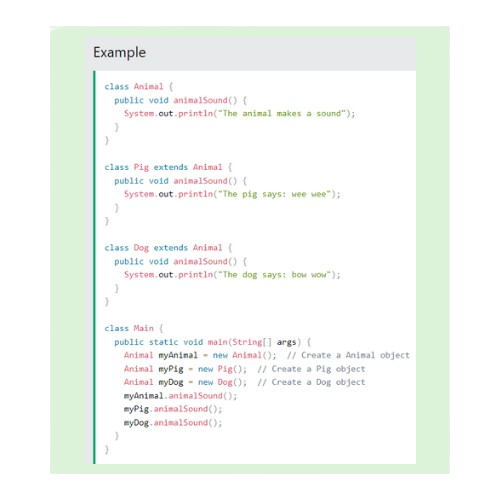 Example
class Animal {
  public void animalSound() {
    System.out.println("The animal makes a sound");
  }
}

class Pig extends Animal {
  public void animalSound() {
    System.out.println("The pig says: wee wee");
  }
}

class Dog extends Animal {
  public void animalSound() {
    System.out.println("The dog says: bow wow");
  }
}

class Main {
  public static void main(String[] args) {
    Animal myAnimal = new Animal();  // Create a Animal object
    Animal myPig = new Pig();  // Create a Pig object
    Animal myDog = new Dog();  // Create a Dog object
    myAnimal.animalSound();
    myPig.animalSound();
    myDog.animalSound();
  }
}